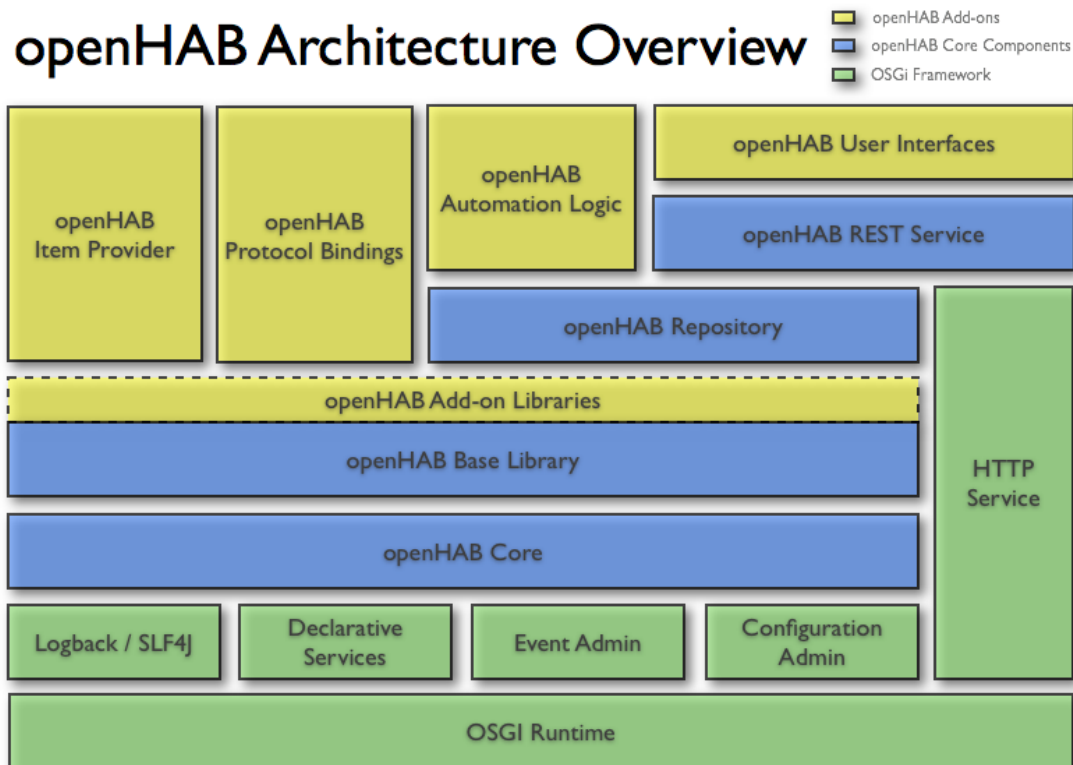 openHAB Architecture Overview
openHAB Add-ons
openHAB Core Components
OSGi Framework
openHAB
Item Provider
openHAB
Protocol Bindings
openHAB
Automation Logic
openHAB User Interfaces
openHAB REST Service
openHAB Repository
openHAB Add-on Libraries
openHAB Base Library
HTTP
Service
openHAB Core
Logback / SLF4J
Declarative
Services
Event Admin
Configuration
Admin
OSGI Runtime